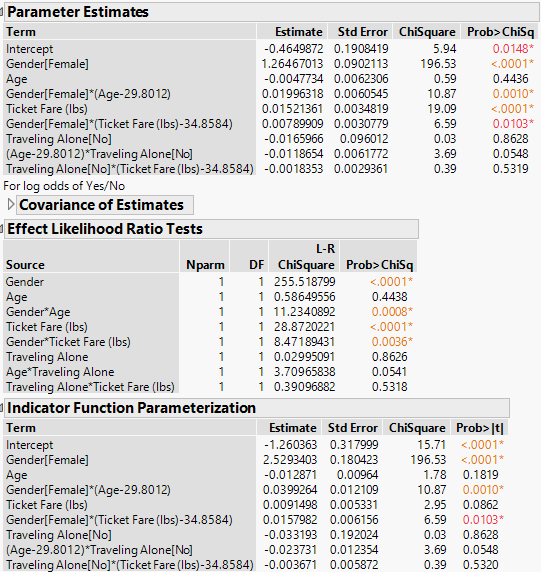 Parameter Estimates
Term Estimate Std Error ChiSquare Prob>ChiSq
Intercept -0.4649872 0.1908419 5.94 0.0148*
Gender[Female] 1.26467013 0.0902113 196.53 <.0001*
Age -0.0047734 0.0062306 0.59 0.4436
Gender[Female]*(Age-29.8012) 0.01996318 0.0060545 10.87 0.0010*
Ticket Fare (lbs) 0.01521361 0.0034819 19.09 <.0001*
Gender[Female]*(Ticket Fare (lbs)-34.8584) 0.00789909 0.0030779 6.59 0.0103*
Traveling Alone[No] -0.0165966 0.096012 0.03 0.8628
(Age-29.8012)*Traveling Alone[No] -0.0118654 0.0061772 3.69 0.0548
Traveling Alone[No]*(Ticket Fare (lbs)-34.8584) -0.0018353 0.0029361 0.39 0.5319
For log odds of Yes/No
Covariance of Estimates
Effect Likelihood Ratio Tests
L-R
Source Nparm DF ChiSquare Prob>ChiSq
Gender 1 1 255.518799 <.0001*
Age 1 1 0.58649556 0.4438
Gender*Age 1 1 11.2340892 0.0008*
Ticket Fare (lbs) 1 1 28.8720221 <.0001*
Gender*Ticket Fare (lbs) 1 1 8.47189431 0.0036*
Traveling Alone 1 1 0.02995091 0.8626
Age*Traveling Alone 1 1 3.70965838 0.0541
Traveling Alone*Ticket Fare (lbs) 1 1 0.39096882 0.5318
Indicator Function Parameterization
Term Estimate Std Error ChiSquare Prob>|t|
Intercept -1.260363 0.317999 15.71 <.0001*
Gender[Female] 2.5293403 0.180423 196.53 <.0001*
Age -0.012871 0.00964 1.78 0.1819
Gender[Female]*(Age-29.8012) 0.0399264 0.012109 10.87 0.0010*
Ticket Fare (lbs) 0.0091498 0.005331 2.95 0.0862
Gender[Female]*(Ticket Fare (lbs)-34.8584) 0.0157982 0.006156 6.59 0.0103*
Traveling Alone[No] -0.033193 0.192024 0.03 0.8628
(Age-29.8012)*Traveling Alone[No] -0.023731 0.012354 3.69 0.0548
Traveling Alone[No]*(Ticket Fare (lbs)-34.8584) -0.003671 0.005872 0.39 0.5320